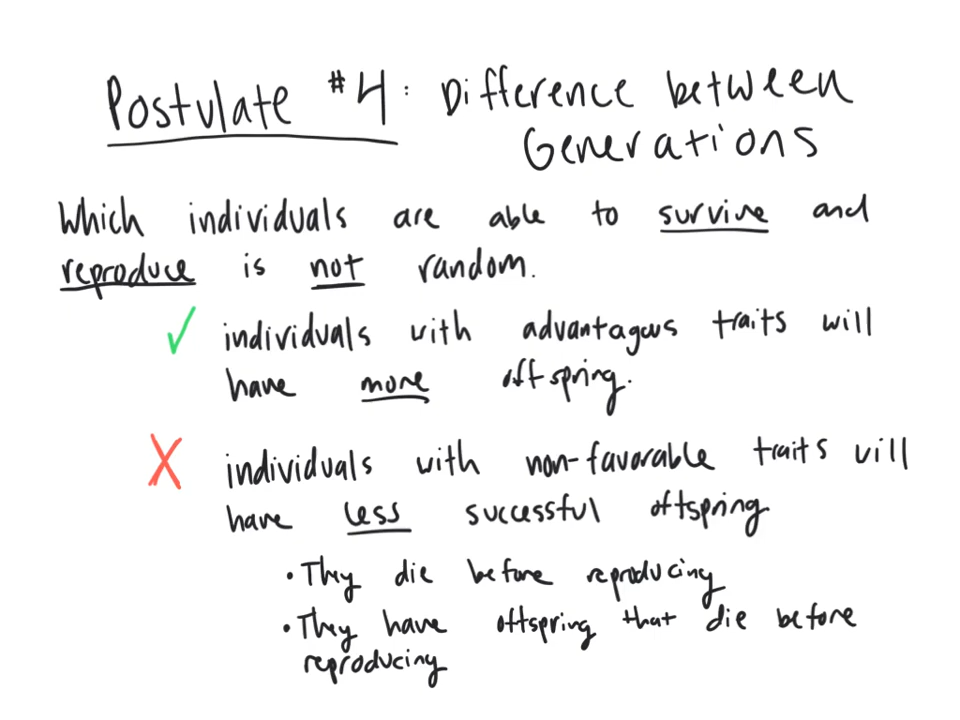 Postulate #4: Difference between
Generations
Which individuals are able to survive and
reproduce is not random.
✓ individuals with advantagous traits will
have more offspring.
X individuals with non-favorable traits will
have less successful offspring
• They die before reproducing
• They have offspring that die before
reproducing